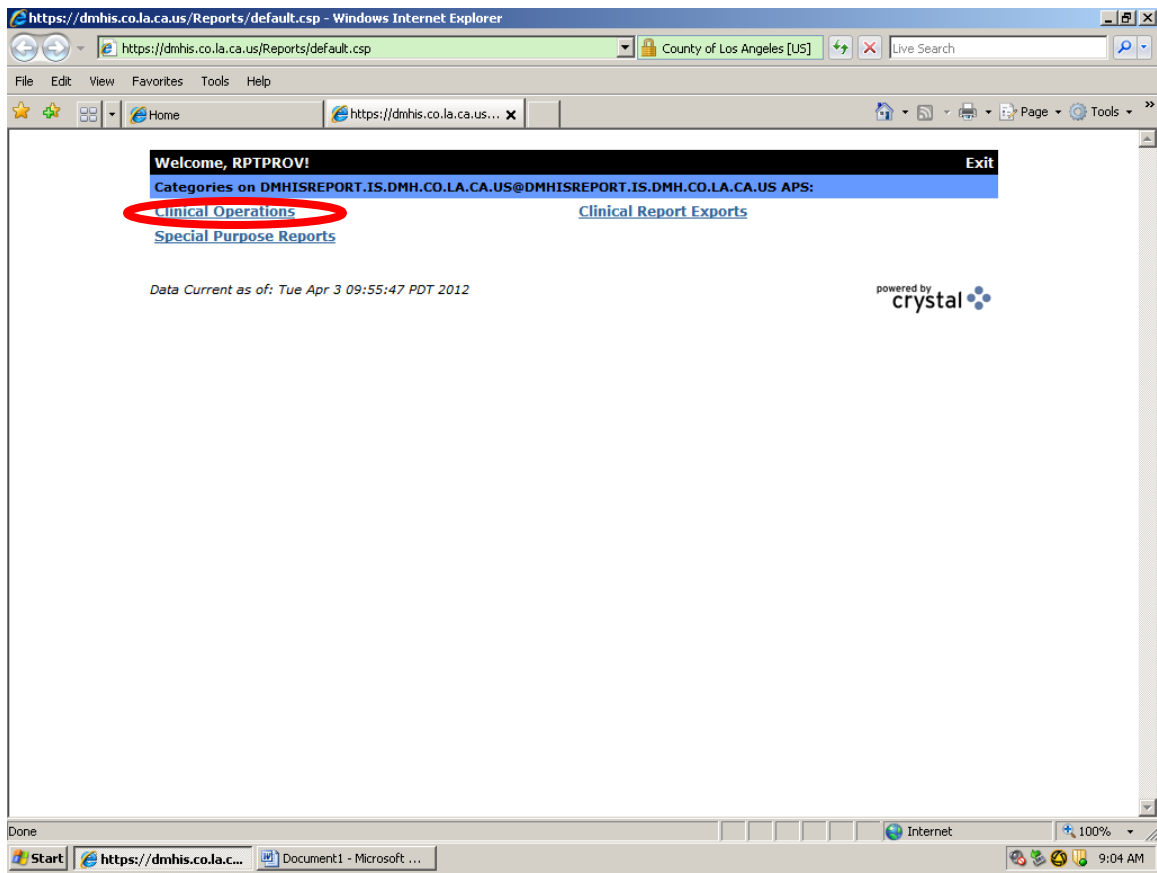 https://dmhis.co.la.ca.us/Reports/default.csp - Windows Internet Explorer
https://dmhis.co.la.ca.us/Reports/default.csp County of Los Angeles [US] Live Search
File Edit View Favorites Tools Help
Home https://dmhis.co.la.ca.us... Page Tools »
Welcome, RPTPROV! Exit
Categories on DMHISREPORT.IS.DMH.CO.LA.CA.US@DMHISREPORT.IS.DMH.CO.LA.CA.US APS:
Clinical Operations Clinical Report Exports
Special Purpose Reports
Data Current as of: Tue Apr 3 09:55:47 PDT 2012
powered by
crystal
Done Internet 100%
Start https://dmhis.co.la.c... Document1 - Microsoft ... 9:04 AM